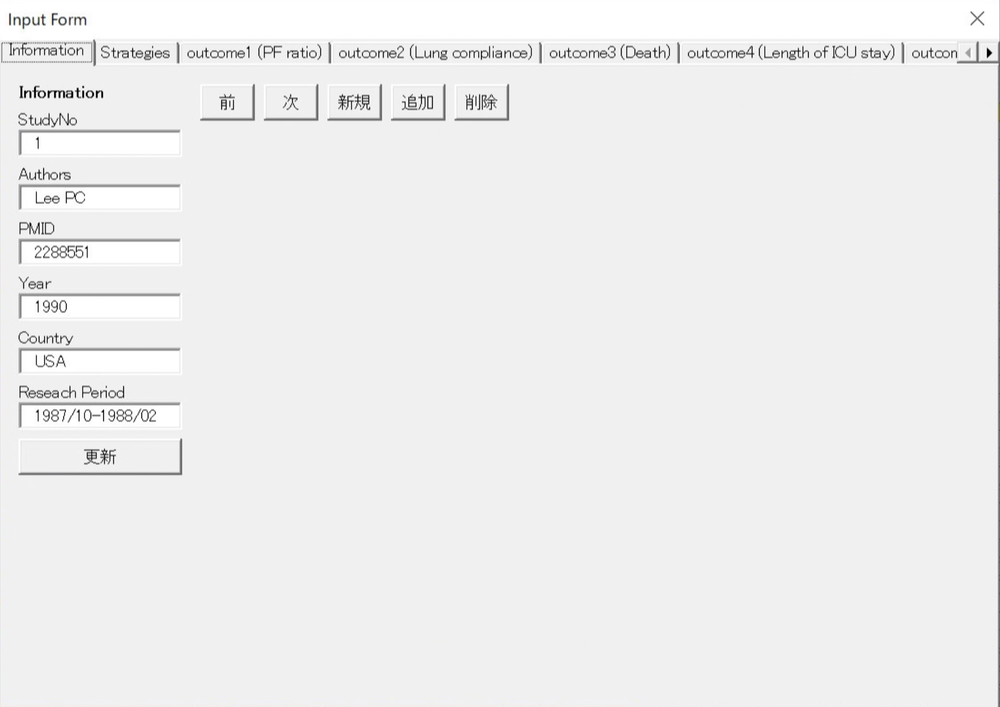 Input Form
Information Strategies outcome1 (PF ratio) outcome2 (Lung compliance) outcome3 (Death) outcome4 (Length of ICU stay) outcom
Information
前 次 新規 追加 削除
StudyNo
1
Authors
Lee PC
PMID
2288551
Year
1990
Country
USA
Reseach Period
1987/10-1988/02
更新